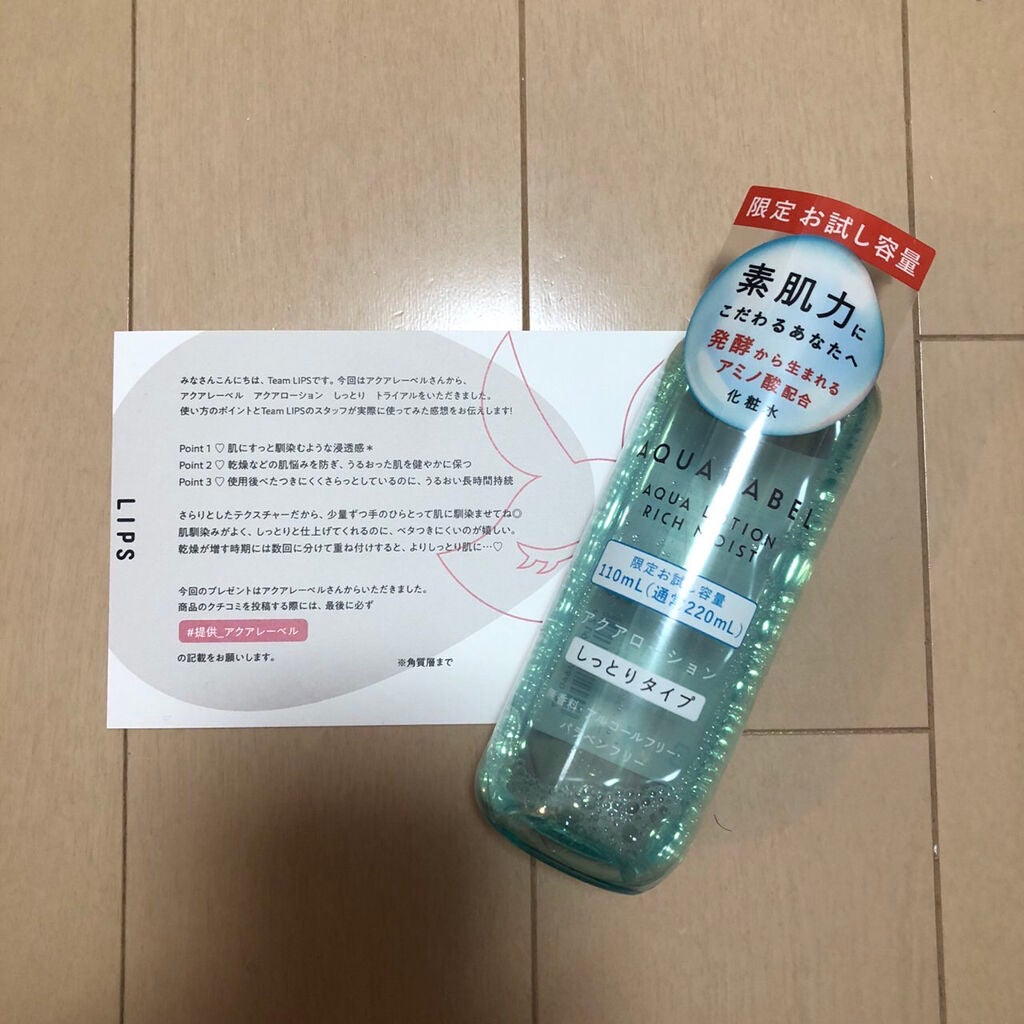 みなさんこんにちは、Team LIPSです。今回はアクアレーベルさんから、
アクアレーベル アクアローション しっとり トライアルをいただきました。
使い方のポイントとTeam LIPSのスタッフが実際に使ってみた感想をお伝えします!
Point 1 ♡ 肌にすっと馴染むような浸透感＊
Point 2 ♡ 乾燥などの肌悩みを防ぎ、うるおった肌を健やかに保つ
Point 3 ♡ 使用後べたつきにくくさらっとしているのに、うるおい長時間持続
さらりとしたテクスチャーだから、少量ずつ手のひらとって肌に馴染ませてね◎
肌馴染みがよく、しっとりと仕上げてくれるのに、ベタつきにくいのが嬉しい。
乾燥が増す時期には数回に分けて重ね付けすると、よりしっとり肌に…♡
今回のプレゼントはアクアレーベルさんからいただきました。
商品のクチコミを投稿する際には、最後に必ず
#提供_アクアレーベル
の記載をお願いします。
※角質層まで
LIPS
限定 お試し容量
素肌力に
こだわるあなたへ
発酵から生まれる
アミノ酸配合
化粧水
AQUA LABEL
AQUA LOTION
RICH MOIST
限定お試し容量
110mL(通常220mL)
アクアローション
しっとりタイプ
無香料 アルコールフリー
パラベンフリー